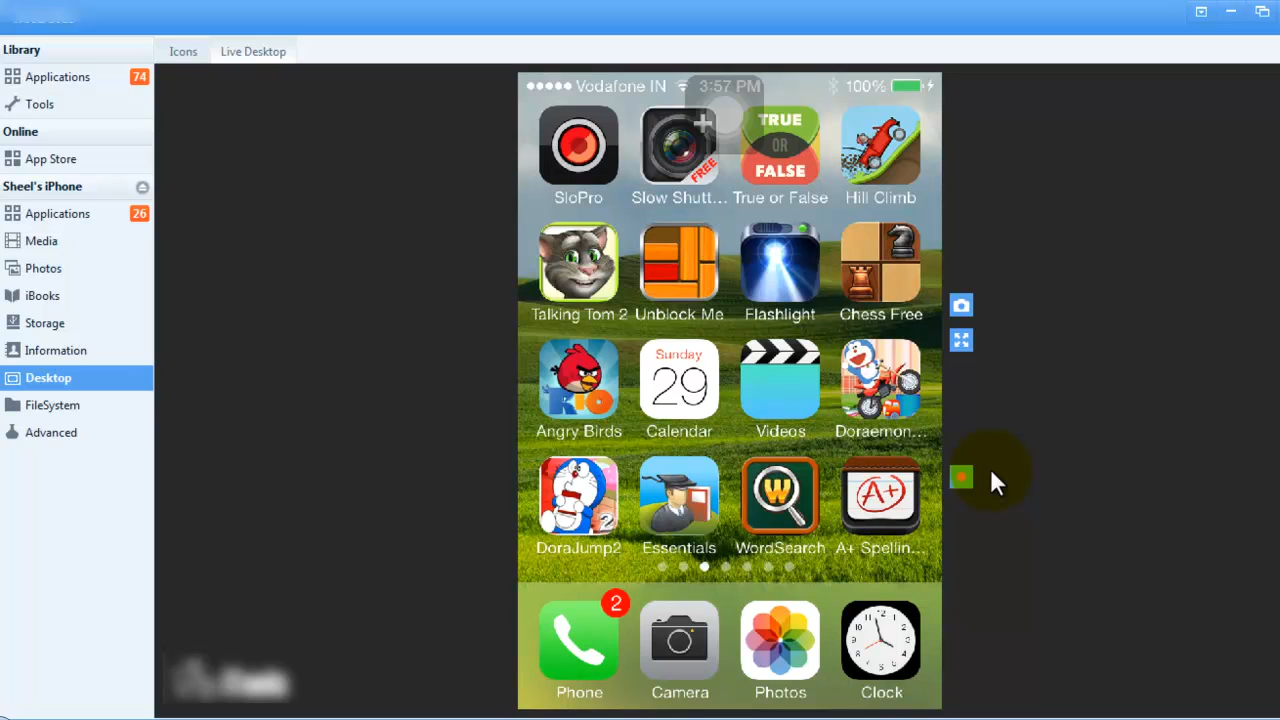 Library
Applications 74
Tools
Online
App Store
Sheel's iPhone
Applications 26
Media
Photos
iBooks
Storage
Information
Desktop
FileSystem
Advanced
Icons Live Desktop
Vodafone IN 3:57 PM 100%
TRUE
OR
FALSE
FREE
SloPro Slow Shutt... True or False Hill Climb
Talking Tom 2 Unblock Me Flashlight Chess Free
Sunday
29
RIO
Angry Birds Calendar Videos Doraemon...
2
W
A+
DoraJump2 Essentials WordSearch A+ Spellin...
2
12
Phone Camera Photos Clock